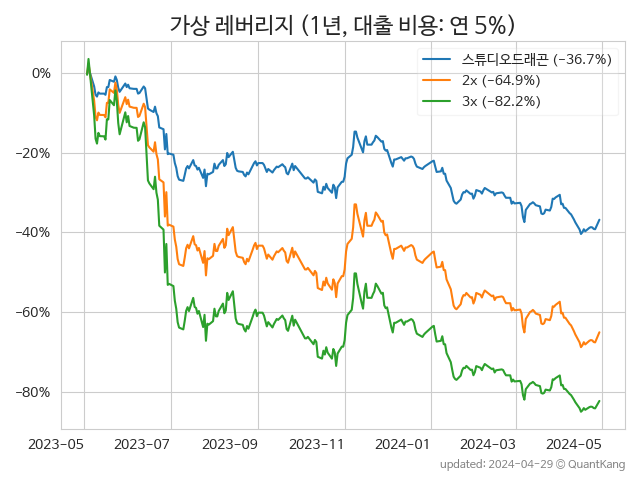 가상 레버리지 (1년, 대출 비용: 연 5%)
스튜디오드래곤 (−36.7%)
2x (−64.9%)
3x (−82.2%)
0%
−20%
−40%
−60%
−80%
2023-05 2023-07 2023-09 2023-11 2024-01 2024-03 2024-05
updated: 2024-04-29 © QuantKang